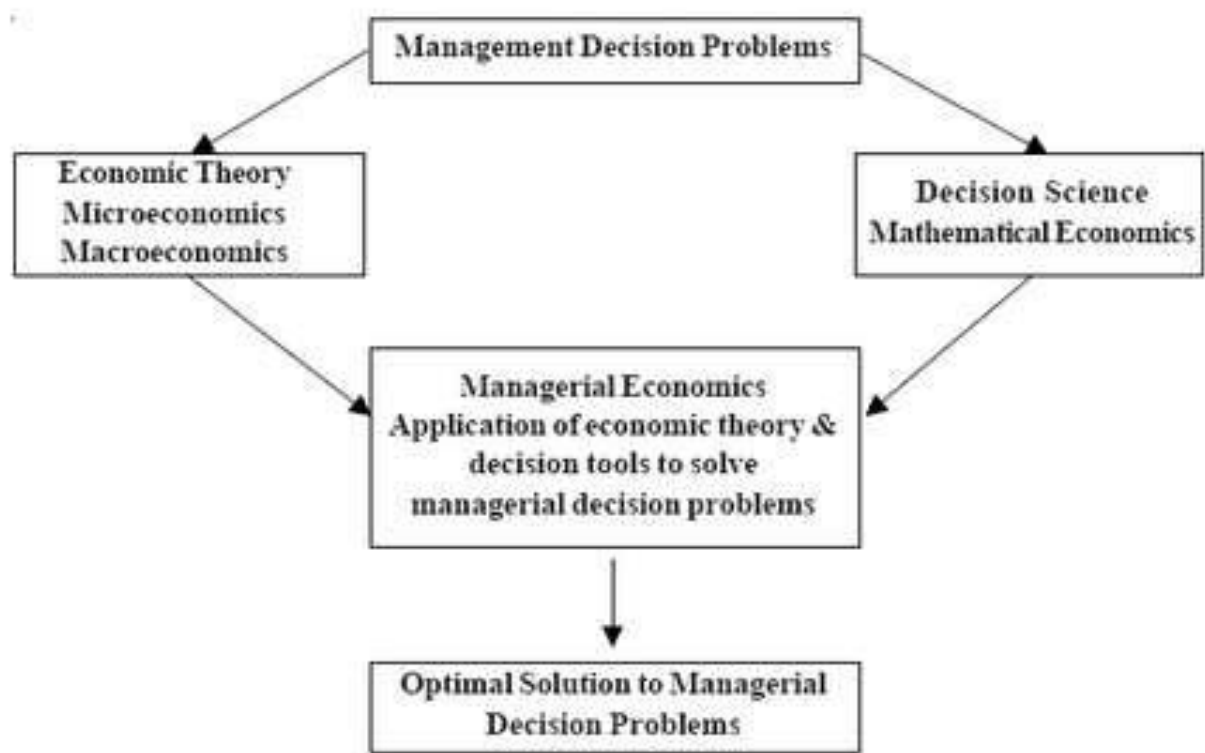 Management Decision Problems
Economic Theory
Microeconomics
Macroeconomics
Decision Science
Mathematical Economics
Managerial Economics
Application of economic theory &
decision tools to solve
managerial decision problems
Optimal Solution to Managerial
Decision Problems